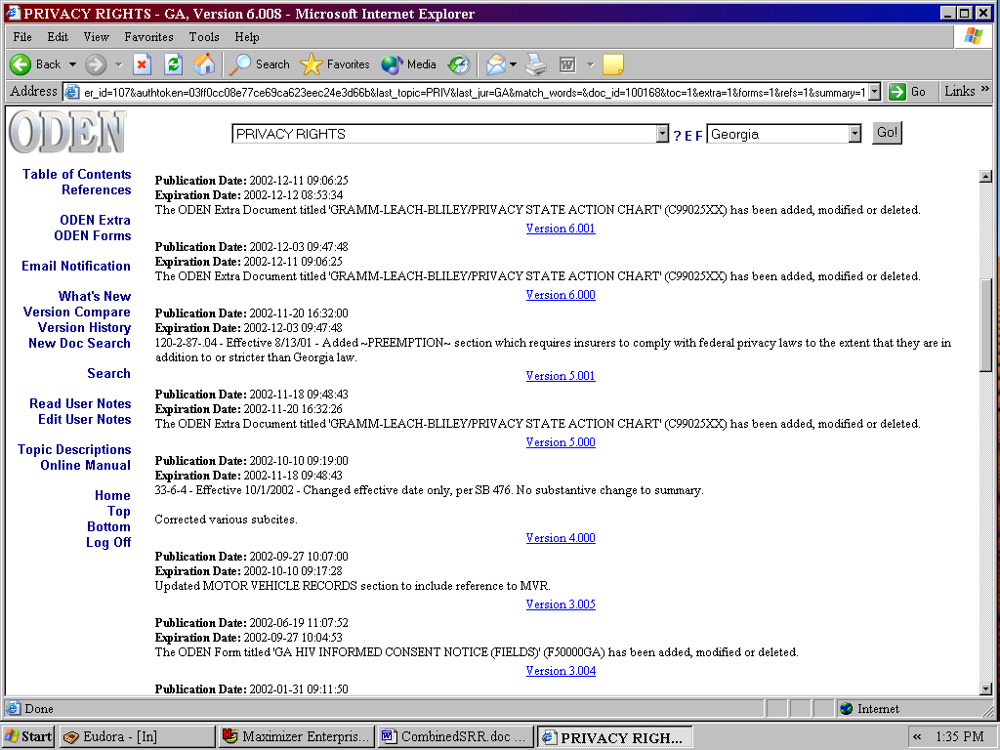 PRIVACY RIGHTS - GA, Version 6.008 - Microsoft Internet Explorer
File Edit View Favorites Tools Help
Back Search Favorites Media
Address er_id=107&authtoken=03ff0cc08e77ce69ca623eec24e3d66b&last_topic=PRIV&last_jur=GA&match_words=&doc_id=100168&toc=1&extra=1&forms=1&refs=1&summary=1 Go Links »
ODEN PRIVACY RIGHTS ? E F Georgia Go!
Table of Contents
References
ODEN Extra
ODEN Forms
Email Notification
What's New
Version Compare
Version History
New Doc Search
Search
Read User Notes
Edit User Notes
Topic Descriptions
Online Manual
Home
Top
Bottom
Log Off
Publication Date: 2002-12-11 09:06:25
Expiration Date: 2002-12-12 08:53:34
The ODEN Extra Document titled 'GRAMM-LEACH-BLILEY/PRIVACY STATE ACTION CHART' (C99025XX) has been added, modified or deleted.
Version 6.001
Publication Date: 2002-12-03 09:47:48
Expiration Date: 2002-12-11 09:06:25
The ODEN Extra Document titled 'GRAMM-LEACH-BLILEY/PRIVACY STATE ACTION CHART' (C99025XX) has been added, modified or deleted.
Version 6.000
Publication Date: 2002-11-20 16:32:00
Expiration Date: 2002-12-03 09:47:48
120-2-87-.04 - Effective 8/13/01 - Added ~PREEMPTION~ section which requires insurers to comply with federal privacy laws to the extent that they are in
addition to or stricter than Georgia law.
Version 5.001
Publication Date: 2002-11-18 09:48:43
Expiration Date: 2002-11-20 16:32:26
The ODEN Extra Document titled 'GRAMM-LEACH-BLILEY/PRIVACY STATE ACTION CHART' (C99025XX) has been added, modified or deleted.
Version 5.000
Publication Date: 2002-10-10 09:19:00
Expiration Date: 2002-11-18 09:48:43
33-6-4 - Effective 10/1/2002 - Changed effective date only, per SB 476. No substantive change to summary.
Corrected various subcites.
Version 4.000
Publication Date: 2002-09-27 10:07:00
Expiration Date: 2002-10-10 09:17:28
Updated MOTOR VEHICLE RECORDS section to include reference to MVR.
Version 3.005
Publication Date: 2002-06-19 11:07:52
Expiration Date: 2002-09-27 10:04:53
The ODEN Form titled 'GA HIV INFORMED CONSENT NOTICE (FIELDS)' (F50000GA) has been added, modified or deleted.
Version 3.004
Publication Date: 2002-01-31 09:11:50
Done Internet
Start Eudora - [In] Maximizer Enterpris... CombinedSRR.doc ... PRIVACY RIGH... « 1:35 PM